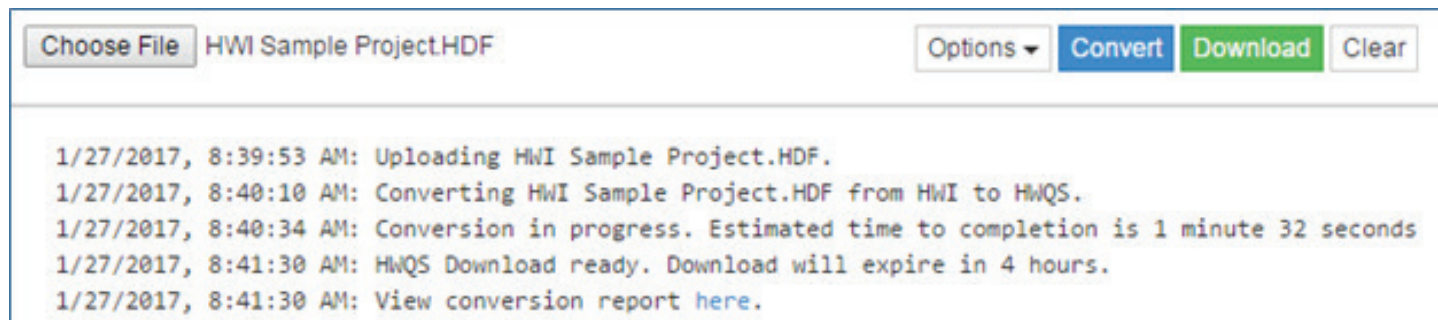 Choose File HWI Sample Project.HDF Options Convert Download Clear
1/27/2017, 8:39:53 AM: Uploading HWI Sample Project.HDF.
1/27/2017, 8:40:10 AM: Converting HWI Sample Project.HDF from HWI to HWQS.
1/27/2017, 8:40:34 AM: Conversion in progress. Estimated time to completion is 1 minute 32 seconds
1/27/2017, 8:41:30 AM: HWQS Download ready. Download will expire in 4 hours.
1/27/2017, 8:41:30 AM: View conversion report here.